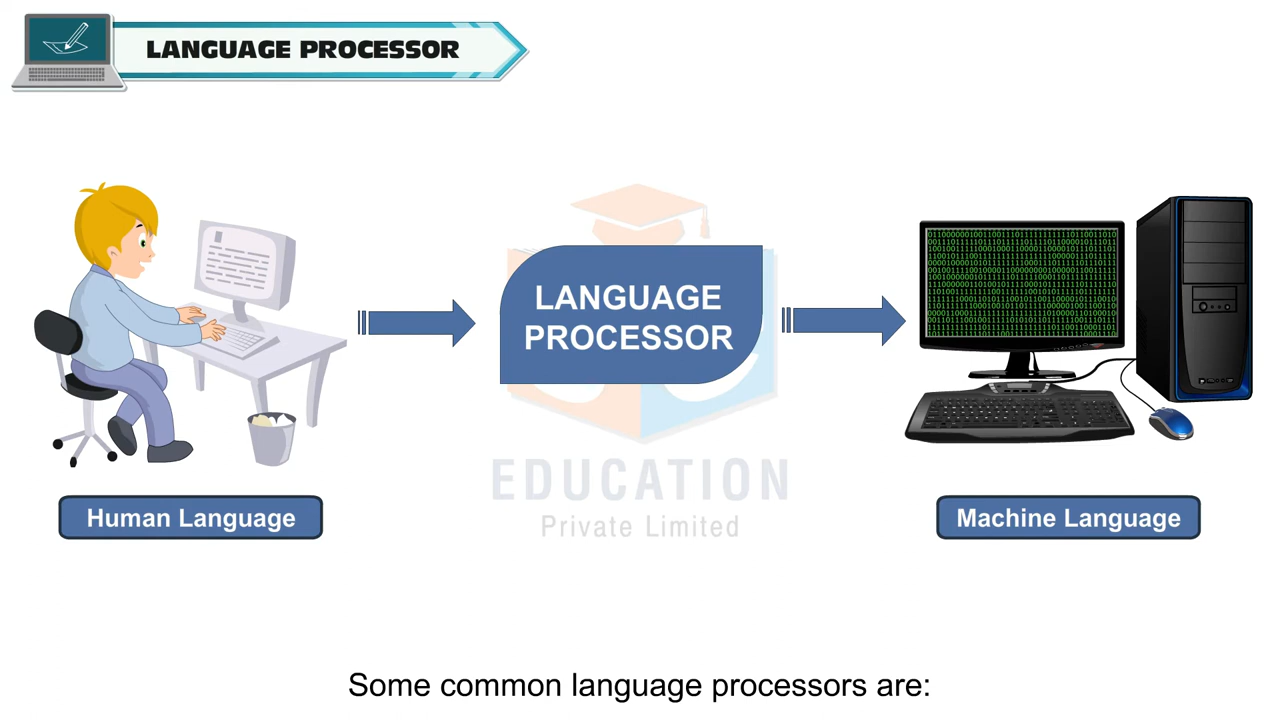 LANGUAGE PROCESSOR
LANGUAGE
PROCESSOR
EDUCATION
Private Limited
Human Language
Machine Language
Some common language processors are: